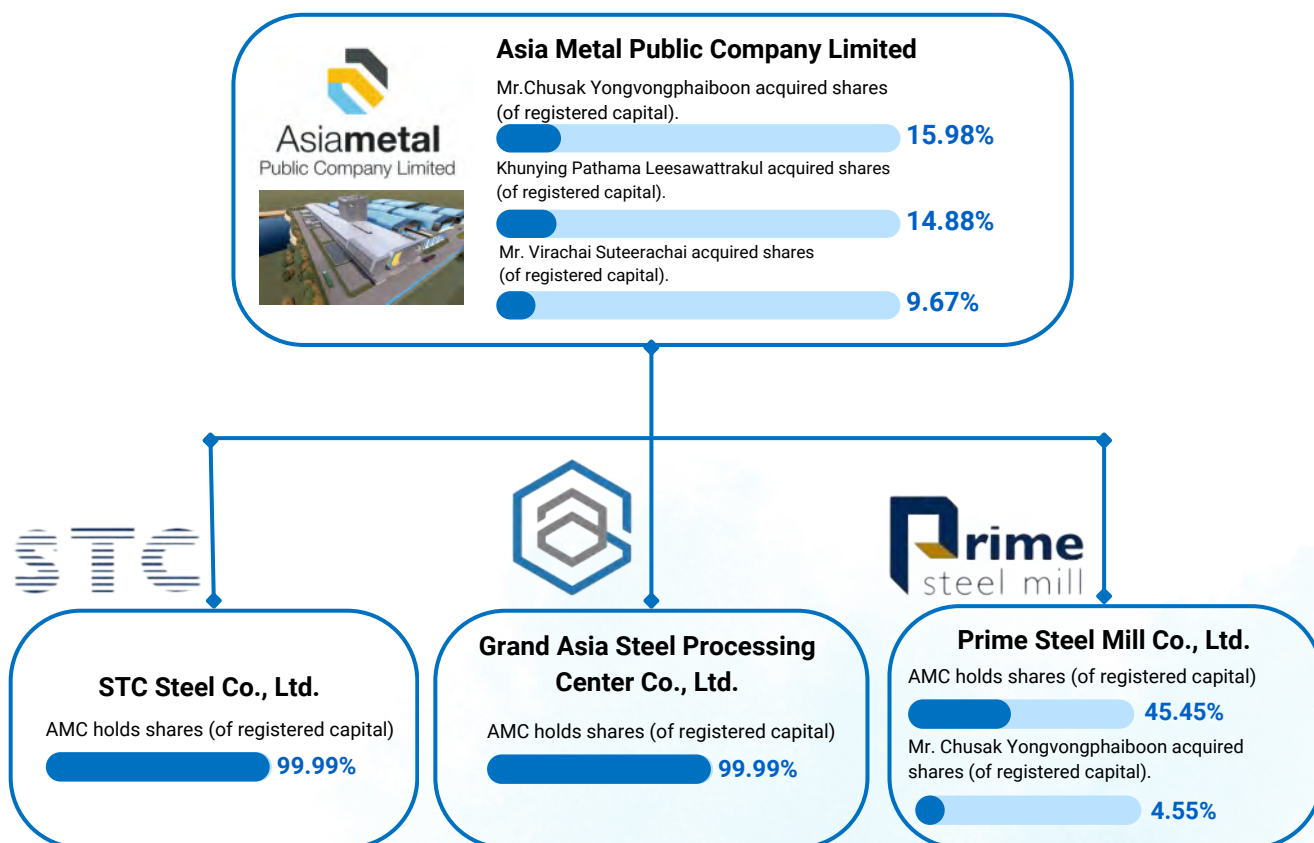 Asiametal
Public Company Limited
Asia Metal Public Company Limited
Mr.Chusak Yongvongphaiboon acquired shares
(of registered capital).
15.98%
Khunying Pathama Leesawattrakul acquired shares
(of registered capital).
14.88%
Mr. Virachai Suteerachai acquired shares
(of registered capital).
9.67%
STC
STC Steel Co., Ltd.
AMC holds shares (of registered capital)
99.99%
Grand Asia Steel Processing
Center Co., Ltd.
AMC holds shares (of registered capital)
99.99%
Prime
steel mill
Prime Steel Mill Co., Ltd.
AMC holds shares (of registered capital)
45.45%
Mr. Chusak Yongvongphaiboon acquired
shares (of registered capital).
4.55%